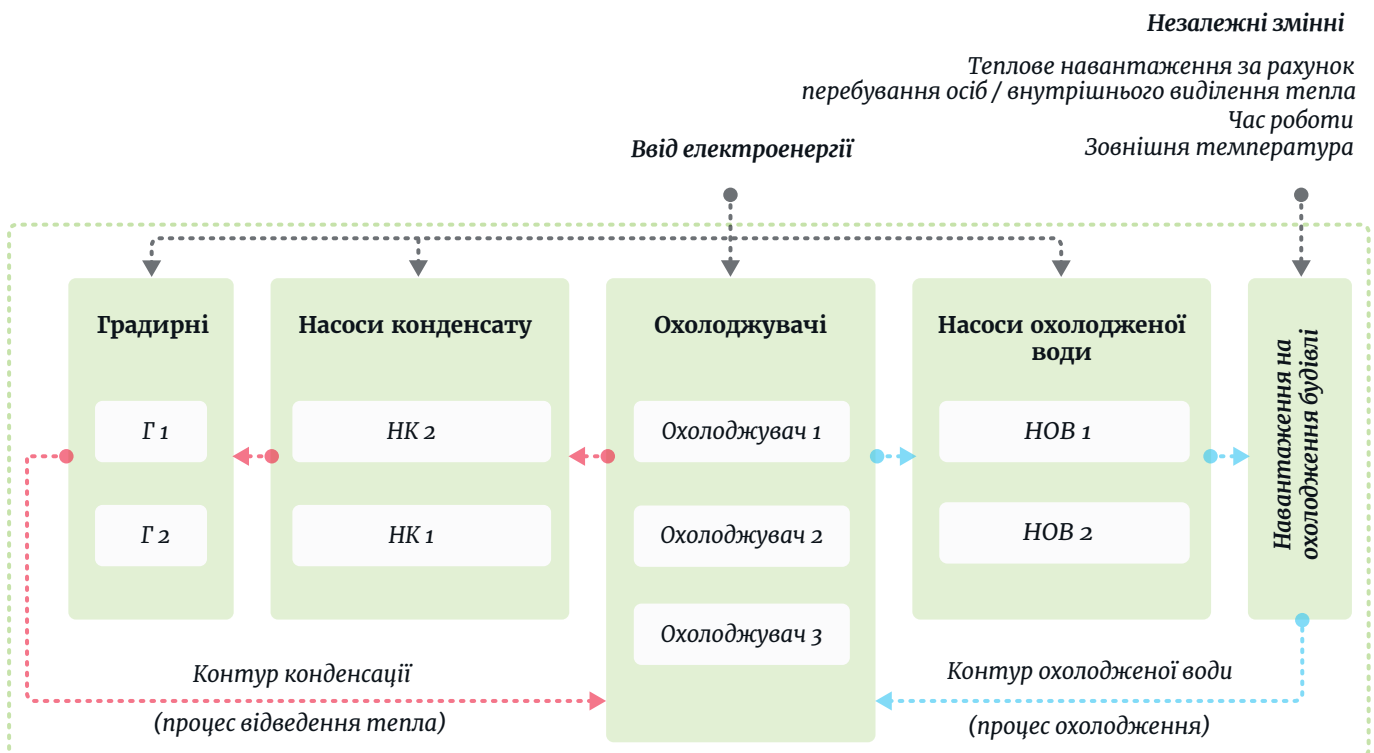 Незалежні змінні
Теплове навантаження за рахунок
перебування осіб / внутрішнього виділення тепла
Час роботи
Зовнішня температура
Ввід електроенергії
Градирні
Г 1
Г 2
Насоси конденсату
НК 2
НК 1
Охолоджувачі
Охолоджувач 1
Охолоджувач 2
Охолоджувач 3
Насоси охолодженої
води
НОВ 1
НОВ 2
Навантаження на
охолодження будівлі
Контур конденсації
(процес відведення тепла)
Контур охолодженої води
(процес охолодження)